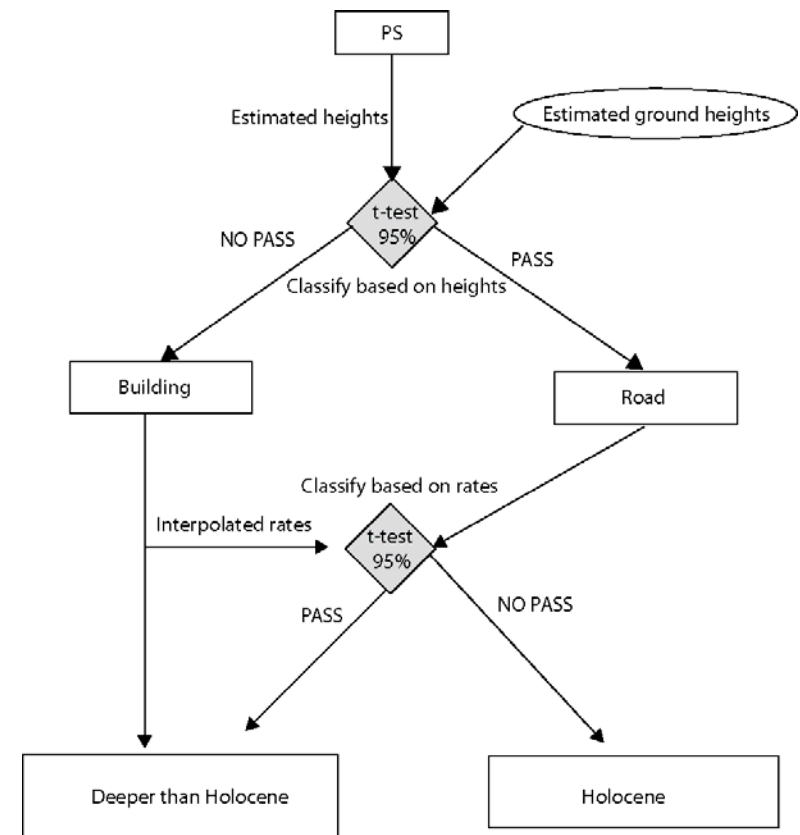 PS
Estimated heights
Estimated ground heights
t-test
95%
NO PASS
PASS
Classify based on heights
Building
Road
Classify based on rates
Interpolated rates
t-test
95%
PASS
NO PASS
Deeper than Holocene
Holocene